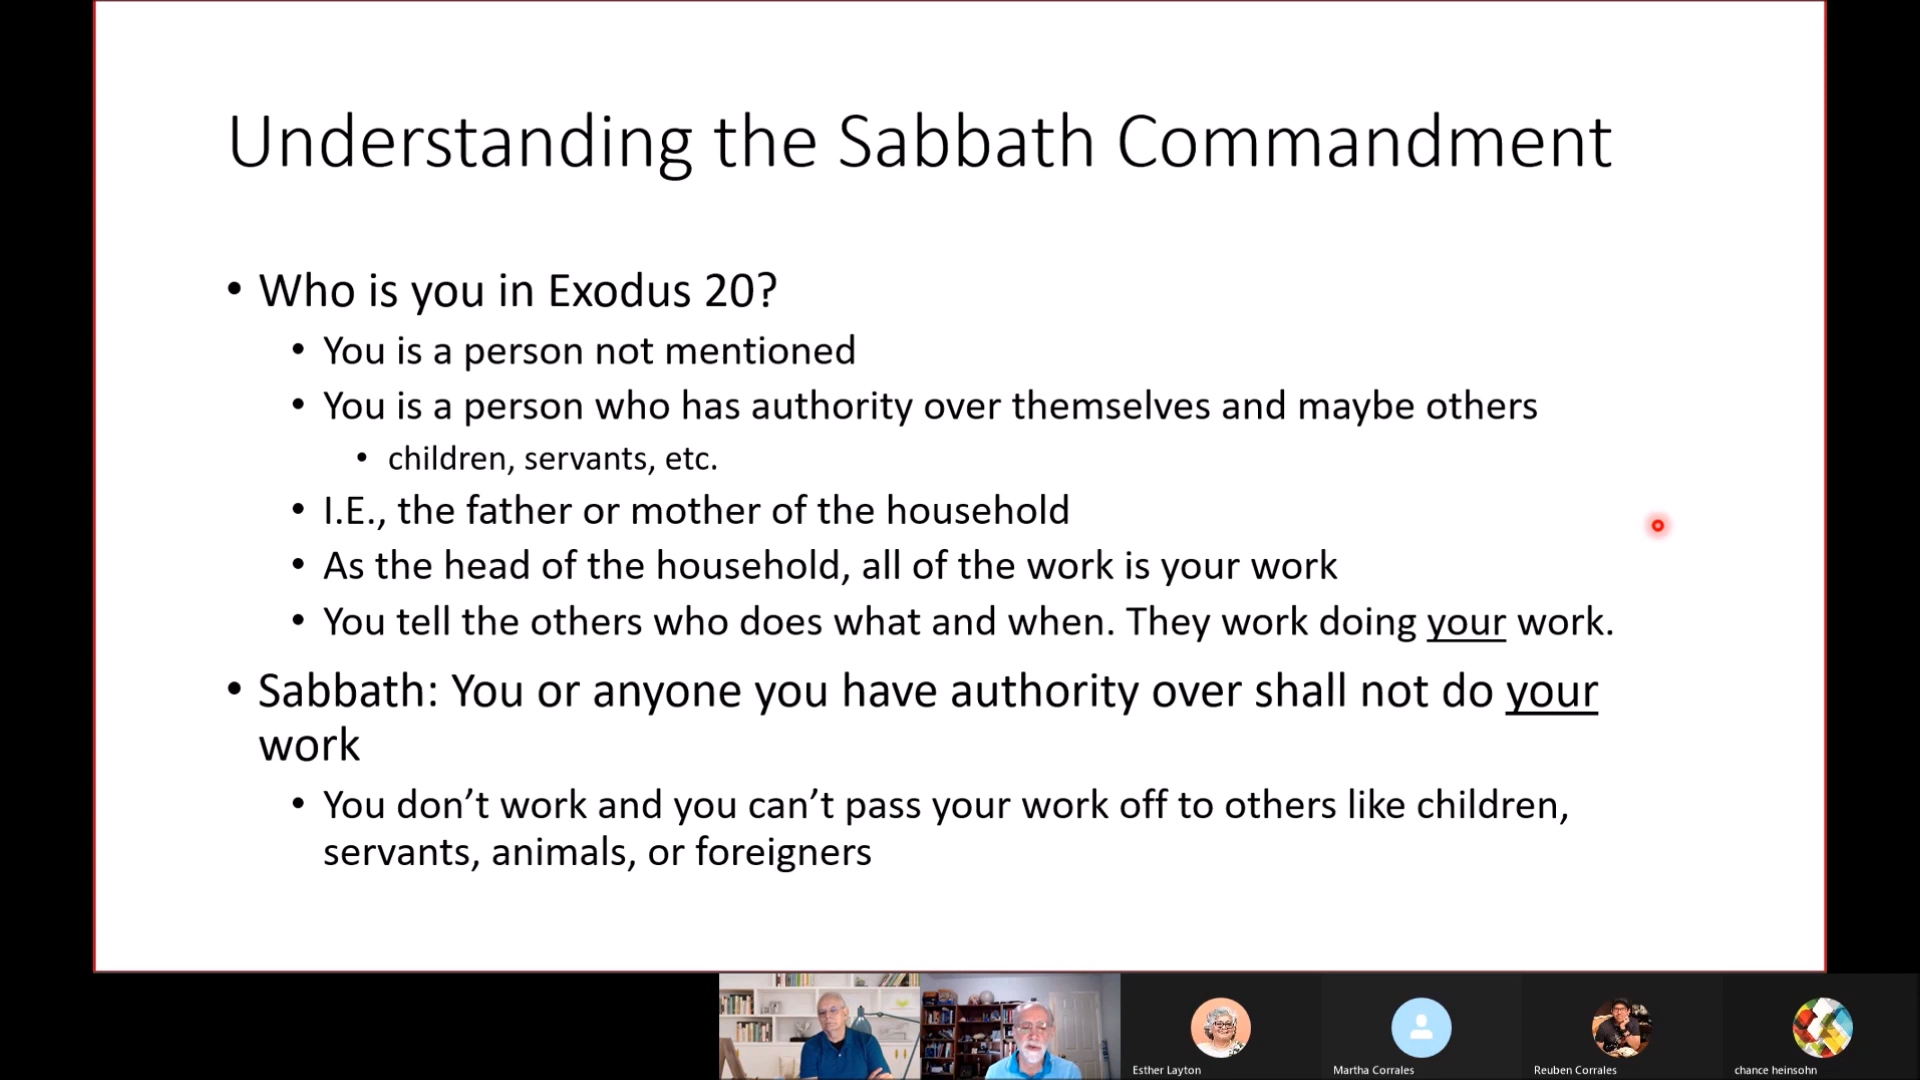 Understanding the Sabbath Commandment
• Who is you in Exodus 20?
• You is a person not mentioned
• You is a person who has authority over themselves and maybe others
• children, servants, etc.
• I.E., the father or mother of the household
• As the head of the household, all of the work is your work
• You tell the others who does what and when. They work doing your work.
• Sabbath: You or anyone you have authority over shall not do your
work
• You don’t work and you can’t pass your work off to others like children,
servants, animals, or foreigners
Esther Layton
Martha Corrales
Reuben Corrales
chance heinsohn